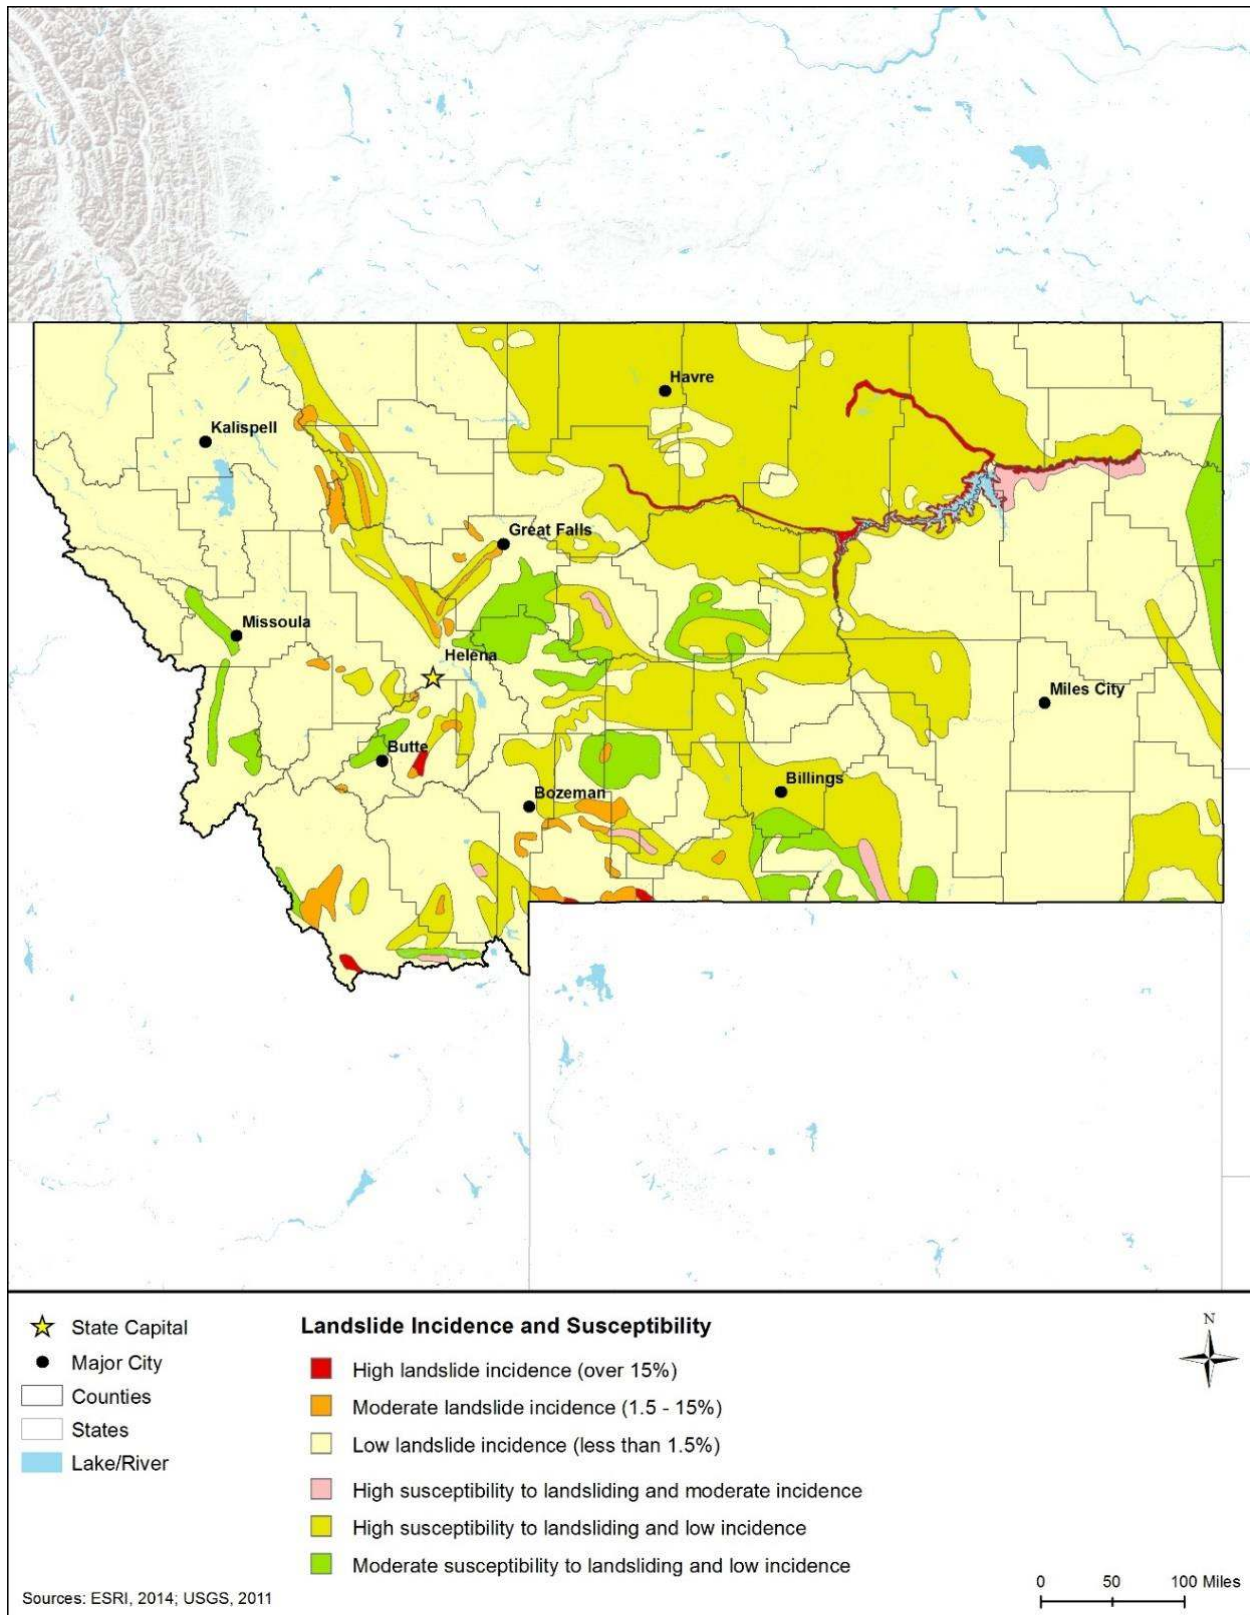 Havre
Kalispell
Great Falls
Missoula
Helena
Miles City
Butte
Billings
Bozeman
State Capital
Major City
Counties
States
Lake/River
Landslide Incidence and Susceptibility
High landslide incidence (over 15%)
Moderate landslide incidence (1.5 - 15%)
Low landslide incidence (less than 1.5%)
High susceptibility to landsliding and moderate incidence
High susceptibility to landsliding and low incidence
Moderate susceptibility to landsliding and low incidence
N
0 50 100 Miles
Sources: ESRI, 2014; USGS, 2011